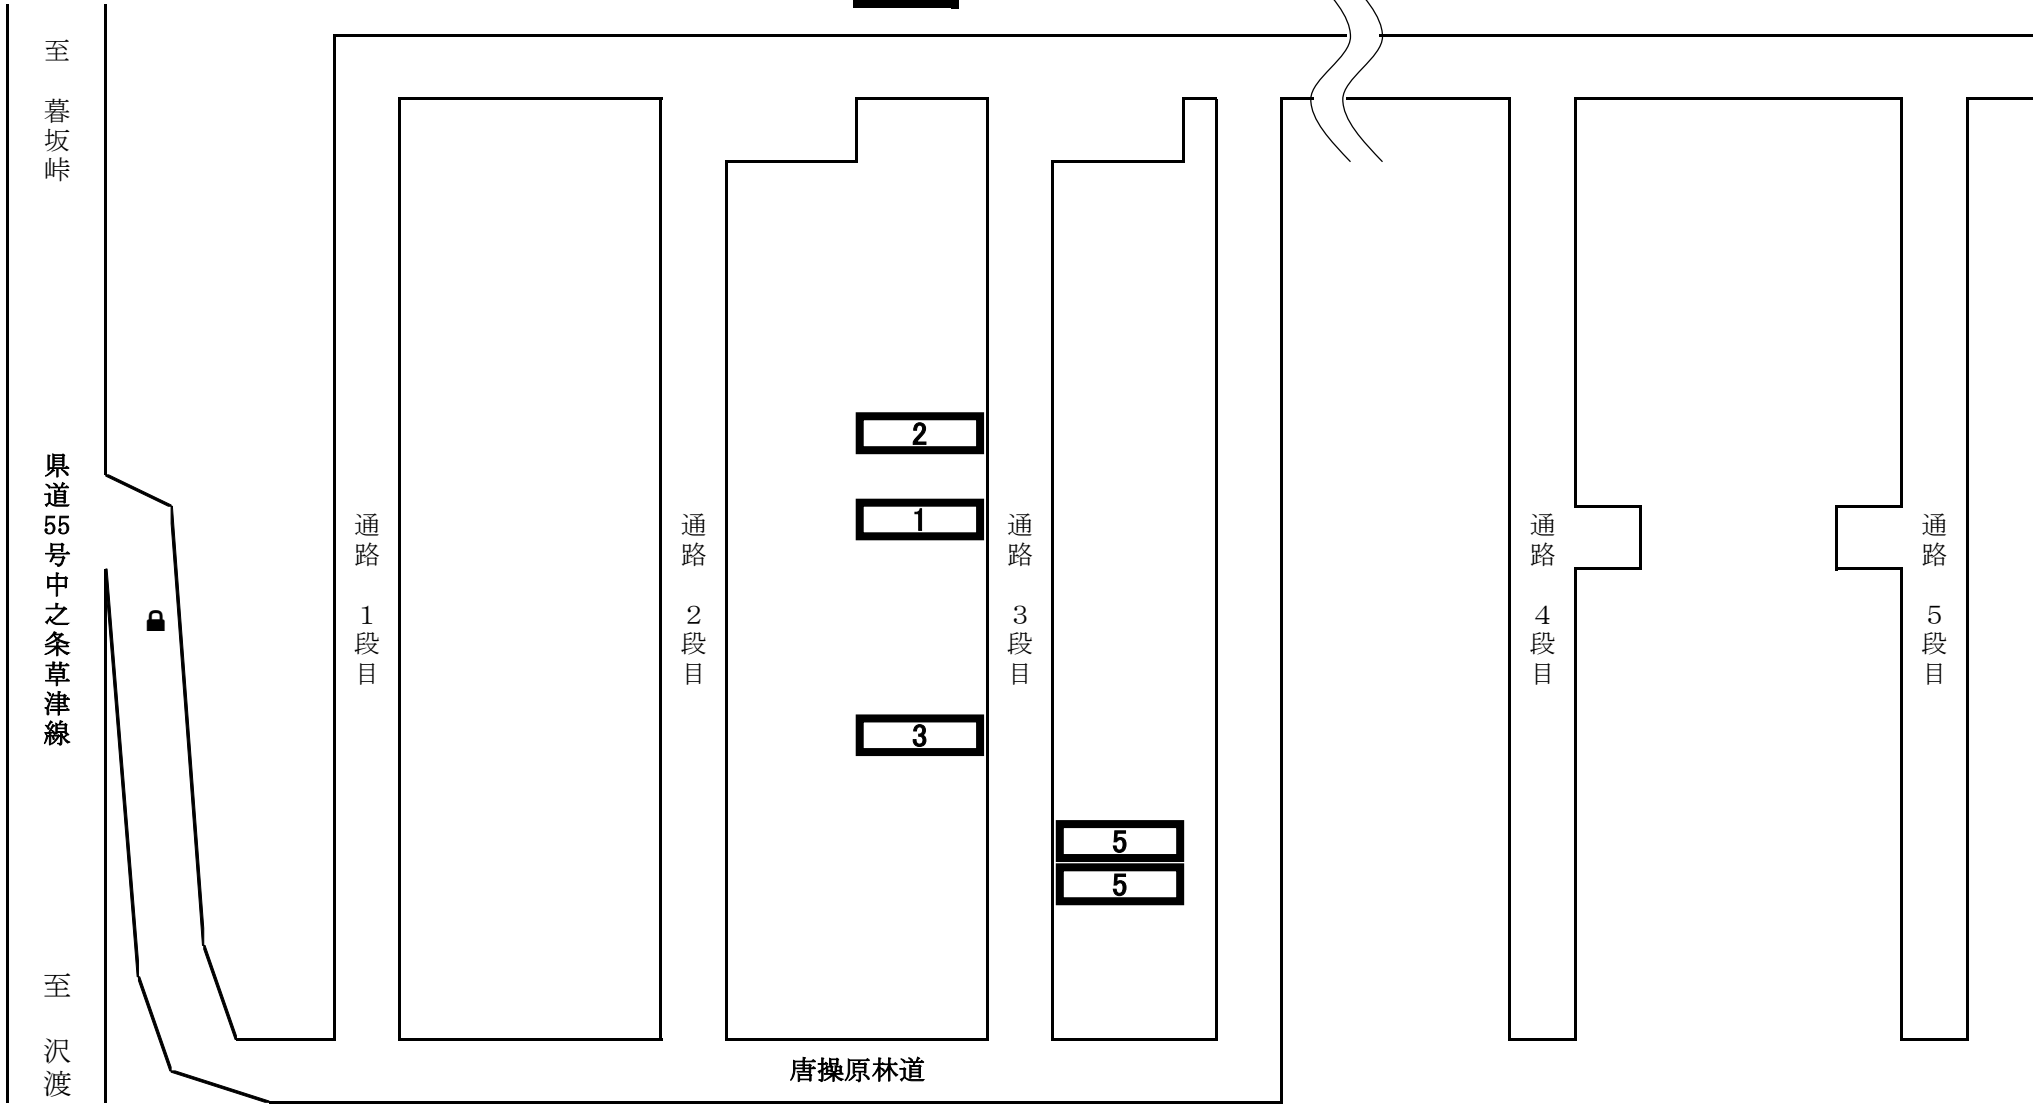 至 暮坂峠
県道55号中之条草津線
至 沢渡
通路 1段目
通路 2段目
2
1
3
通路 3段目
5
5
通路 4段目
通路 5段目
唐操原林道